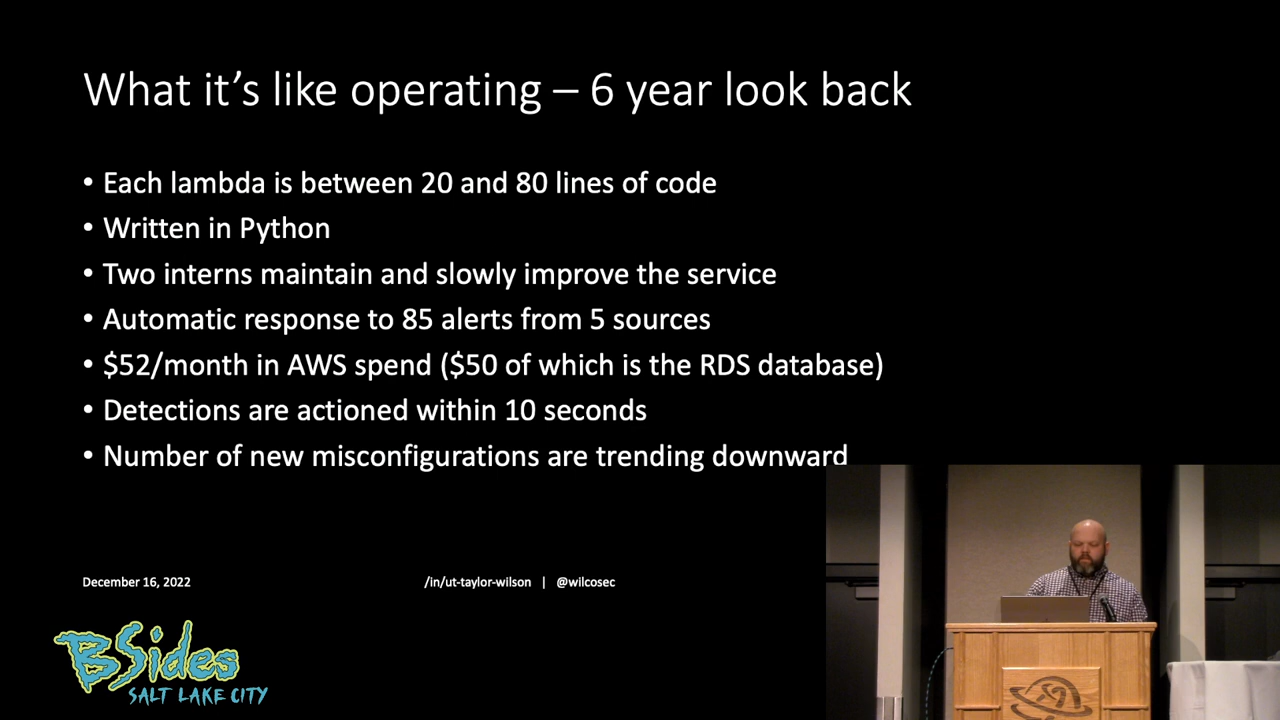 What it’s like operating – 6 year look back
• Each lambda is between 20 and 80 lines of code
• Written in Python
• Two interns maintain and slowly improve the service
• Automatic response to 85 alerts from 5 sources
• $52/month in AWS spend ($50 of which is the RDS database)
• Detections are actioned within 10 seconds
• Number of new misconfigurations are trending downward
December 16, 2022
/in/ut-taylor-wilson | @wilcosec
BSides
SALT LAKE CITY